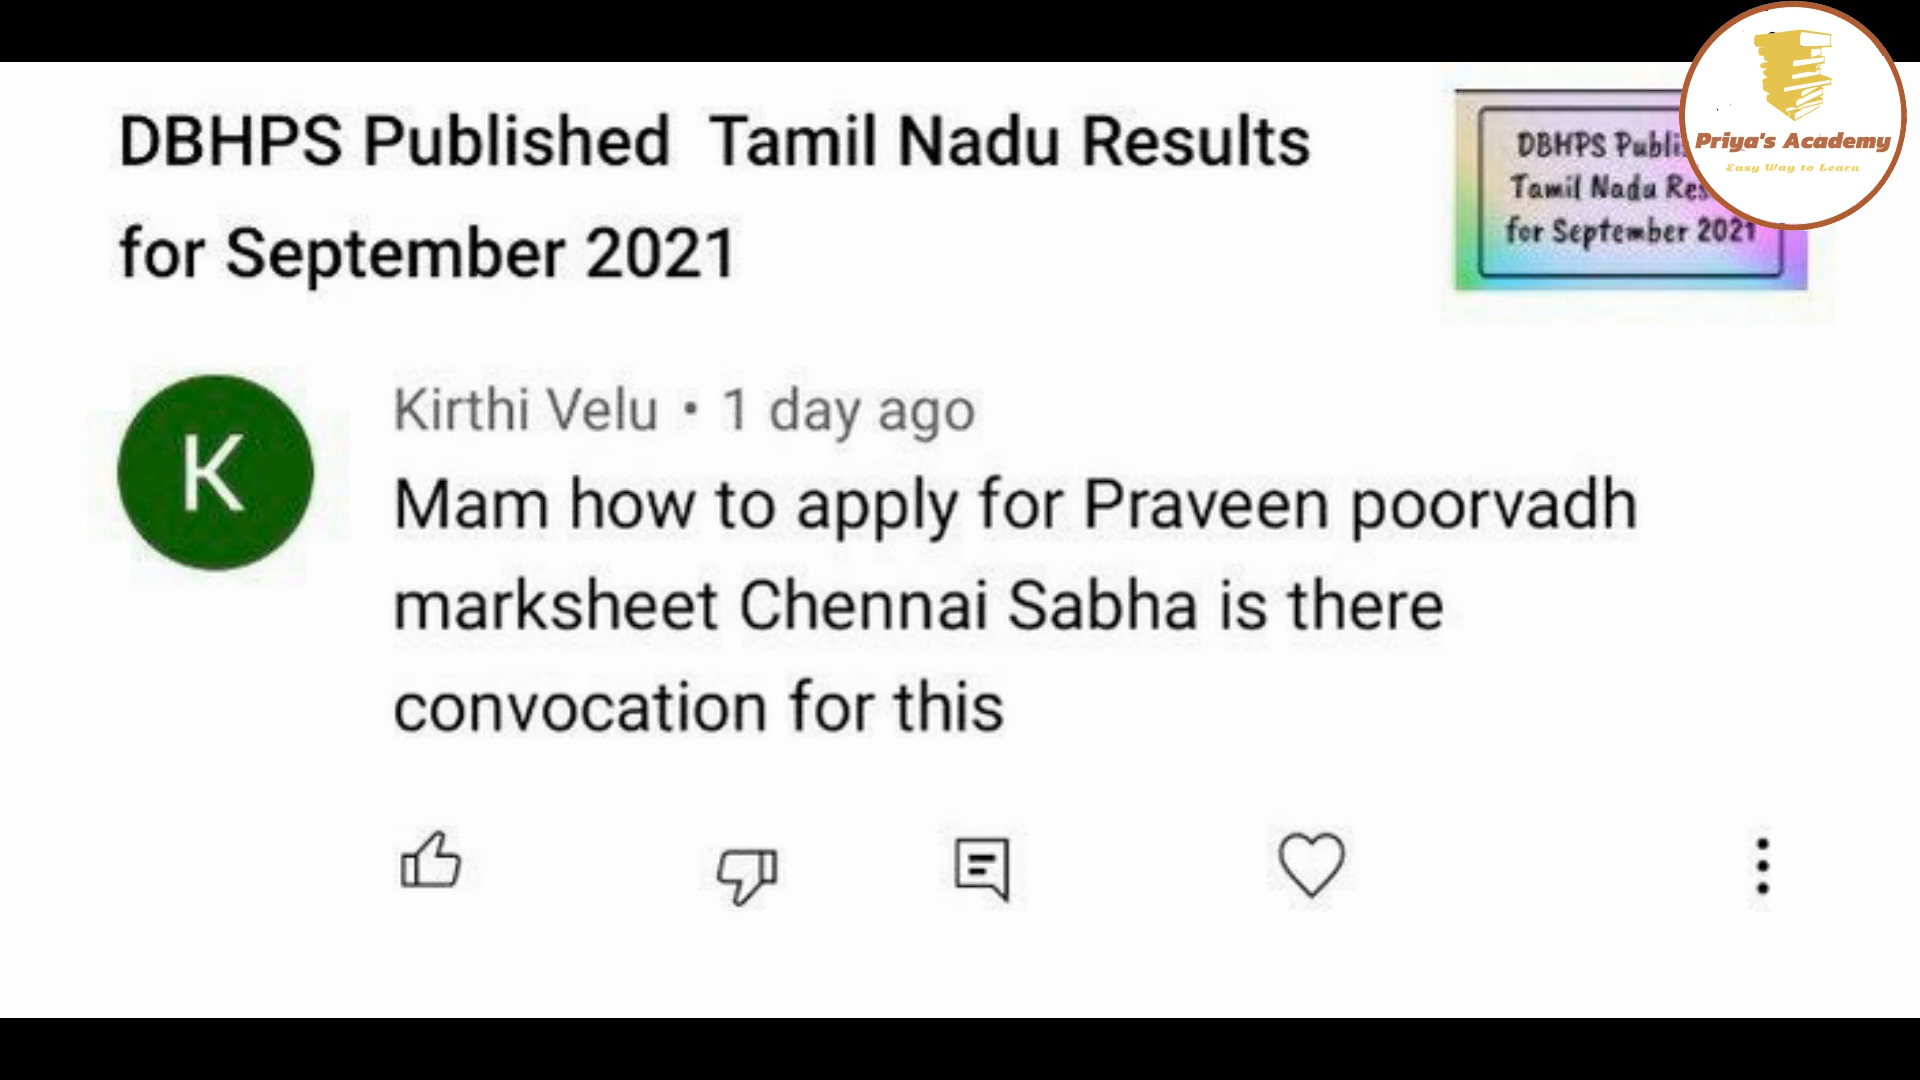 DBHPS Published Tamil Nadu Results
for September 2021
DBHPS Publi
Tamil Nadu Res
for September 2021
Priya's Academy
Easy Way to Learn
K
Kirthi Velu • 1 day ago
Mam how to apply for Praveen poorvadh
marksheet Chennai Sabha is there
convocation for this